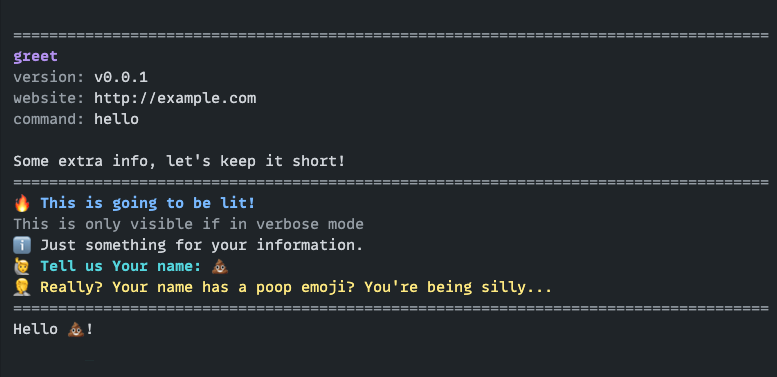 ====================================================================================
greet
version: v0.0.1
website: http://example.com
command: hello
Some extra info, let's keep it short!
====================================================================================
🔥 This is going to be lit!
This is only visible if in verbose mode
ℹ️ Just something for your information.
🙋 Tell us Your name: 💩
🤦 Really? Your name has a poop emoji? You're being silly...
====================================================================================
Hello 💩!